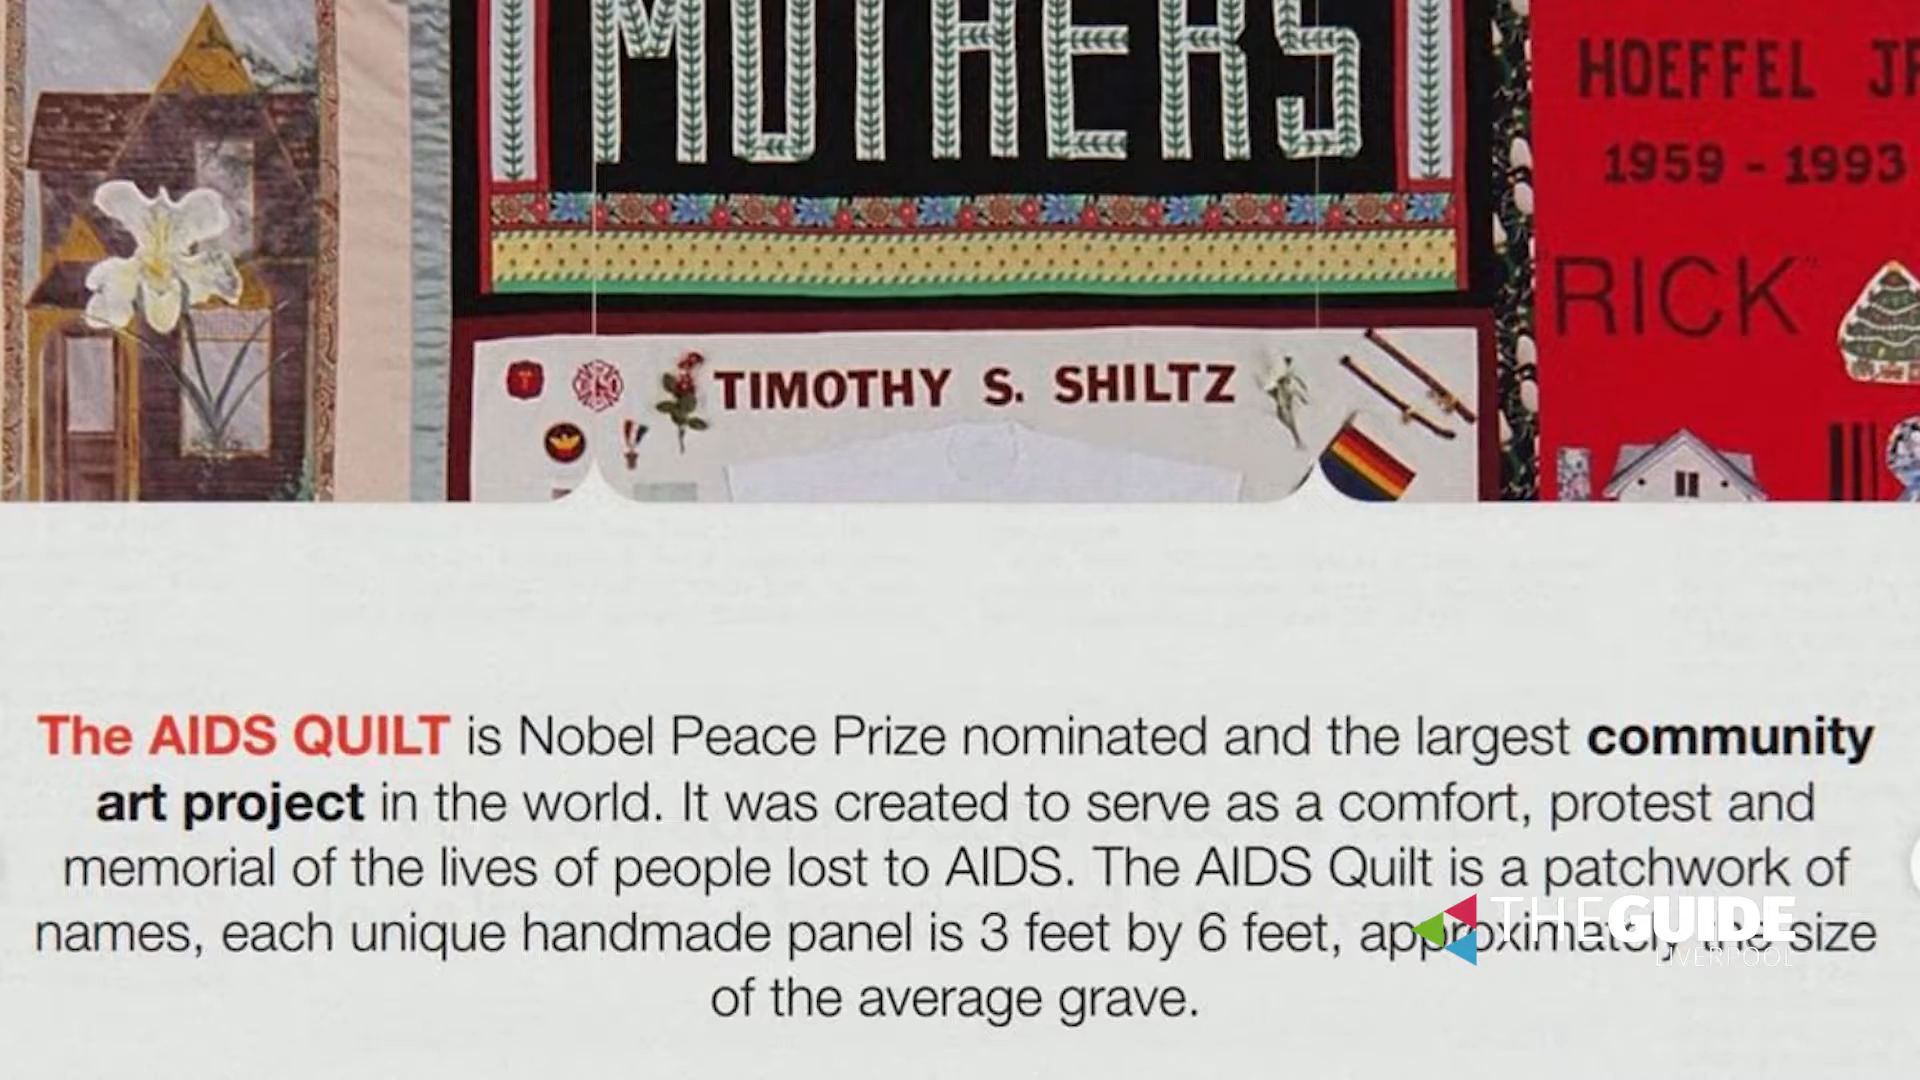 MOTHERS
HOEFFEL JR
1959 - 1993
"RICK"
TIMOTHY S. SHILTZ
The AIDS QUILT is Nobel Peace Prize nominated and the largest community
art project in the world. It was created to serve as a comfort, protest and
memorial of the lives of people lost to AIDS. The AIDS Quilt is a patchwork of
names, each unique handmade panel is 3 feet by 6 feet, approximately the size
of the average grave.
THE GUIDE
LIVERPOOL